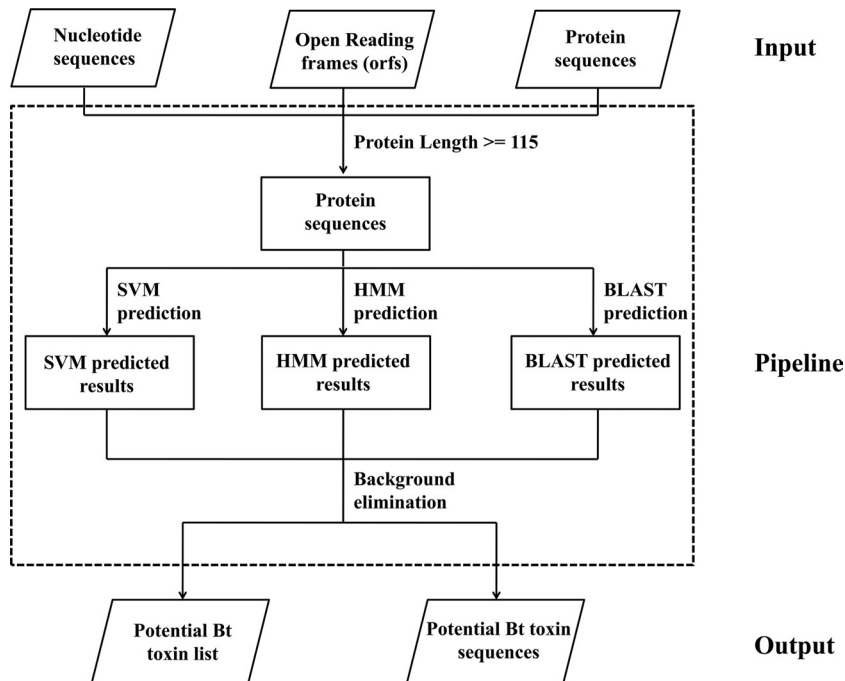 Nucleotide
sequences
Open Reading
frames (orfs)
Protein
sequences
Input
Protein Length >= 115
Protein
sequences
SVM
prediction
HMM
prediction
BLAST
prediction
SVM predicted
results
HMM predicted
results
BLAST predicted
results
Pipeline
Background
elimination
Potential Bt
toxin list
Potential Bt toxin
sequences
Output